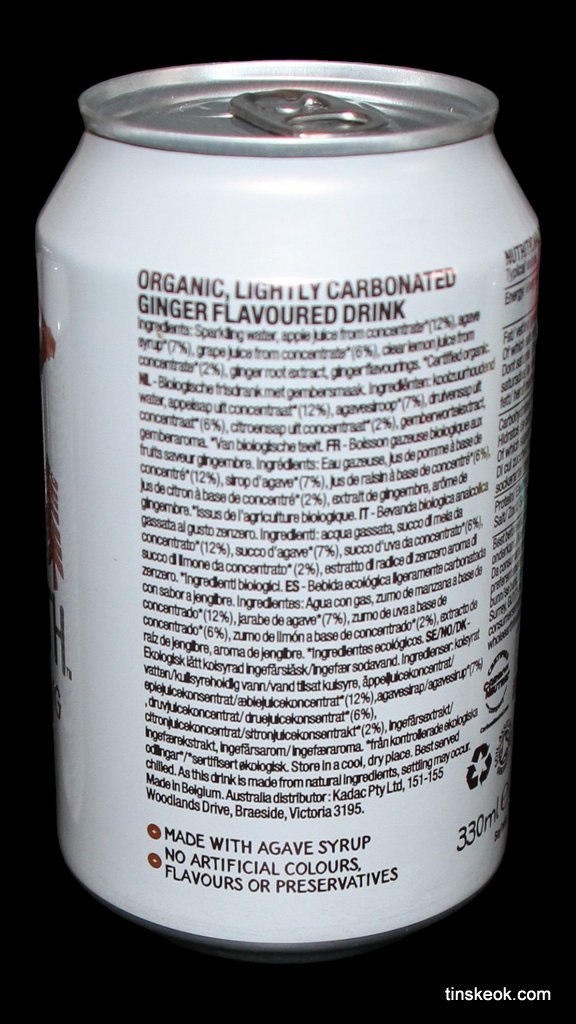 ORGANIC, LIGHTLY CARBONATED
GINGER FLAVOURED DRINK
Ingredients: Sparkling water, apple juice from concentrate*(12%), agave
syrup*(7%), grape juice from concentrate*(6%), clear lemon juice from
concentrate*(2%), ginger root extract, ginger flavourings. *Certified organic.
NL - Biologische frisdrank met gembersmaak. Ingrediënten: koolzuurhoudend
water, appelsap uit concentraat*(12%), agavesiroop*(7%), druivensap uit
concentraat*(6%), citroensap uit concentraat*(2%), gemberwortelextract,
gemberaroma. *Van biologische teelt. FR - Boisson gazeuse biologique aux
fruits saveur gingembre. Ingrédients: Eau gazeuse, jus de pomme à base de
concentré*(12%), sirop d'agave*(7%), jus de raisin à base de concentré*(6%),
jus de citron à base de concentré*(2%), extrait de gingembre, arôme de
gingembre.*Issus de l'agriculture biologique. IT - Bevanda biologica analcolica
gassata al gusto zenzero. Ingredienti: acqua gassata, succo di mela da
concentrato*(12%), succo d'agave*(7%), succo d'uva da concentrato*(6%),
succo di limone da concentrato*(2%), estratto di radice di zenzero aroma di
zenzero. *Ingredienti biologici. ES - Bebida ecológica ligeramente carbonatada
con sabor a jengibre. Ingredientes: Agua con gas, zumo de manzana a base de
concentrado*(12%), jarabe de agave*(7%), zumo de uva a base de
concentrado*(6%), zumo de limón a base de concentrado*(2%), extracto de
raíz de jengibre, aroma de jengibre. *Ingredientes ecológicos. SE/NO/DK-
Ekologisk lätt kolsyrad Ingefärsläsk/Ingefær sodavand. Ingredienser: kolsyrat
vatten/kullsyreholdig vann/vand tilsat kulsyre, äppeljuicekoncentrat/
eplejuicekonsentrat/æblejuicekoncentrat*(12%),agavesirap/agavesirup*(7%)
,druvjuicekoncentrat/ druejuicekonsentrat*(6%),
citronjuicekoncentrat/sitronjuicekonsentrakt*(2%), Ingefärsextrakt/
Ingefærekstrakt, Ingefärsarom/ Ingefæraroma. *från kontrollerade ekologiska
odlingar*/*sertifisert økologisk. Store in a cool, dry place. Best served
chilled. As this drink is made from natural ingredients, settling may occur.
Made in Belgium. Australia distributor: Kadac Pty Ltd, 151-155
Woodlands Drive, Braeside, Victoria 3195.
MADE WITH AGAVE SYRUP
NO ARTIFICIAL COLOURS,
FLAVOURS OR PRESERVATIVES
330ml
tinskeok.com